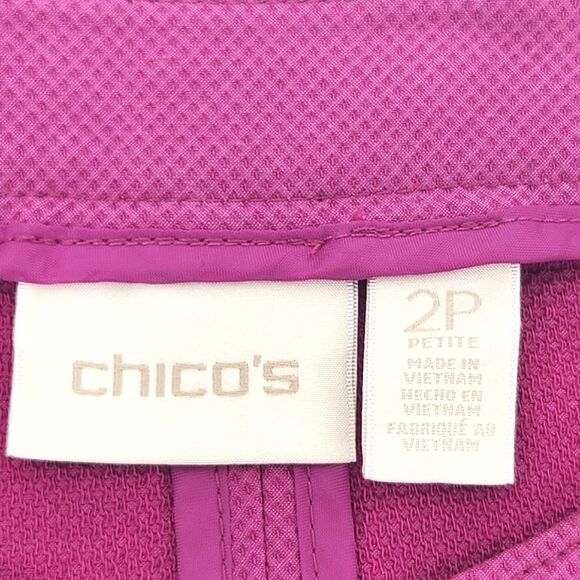 chico's
2P
PETITE
MADE IN
VIETNAM
HECHO EN
VIETNAM
FABRIQUÉ AU
VIETNAM